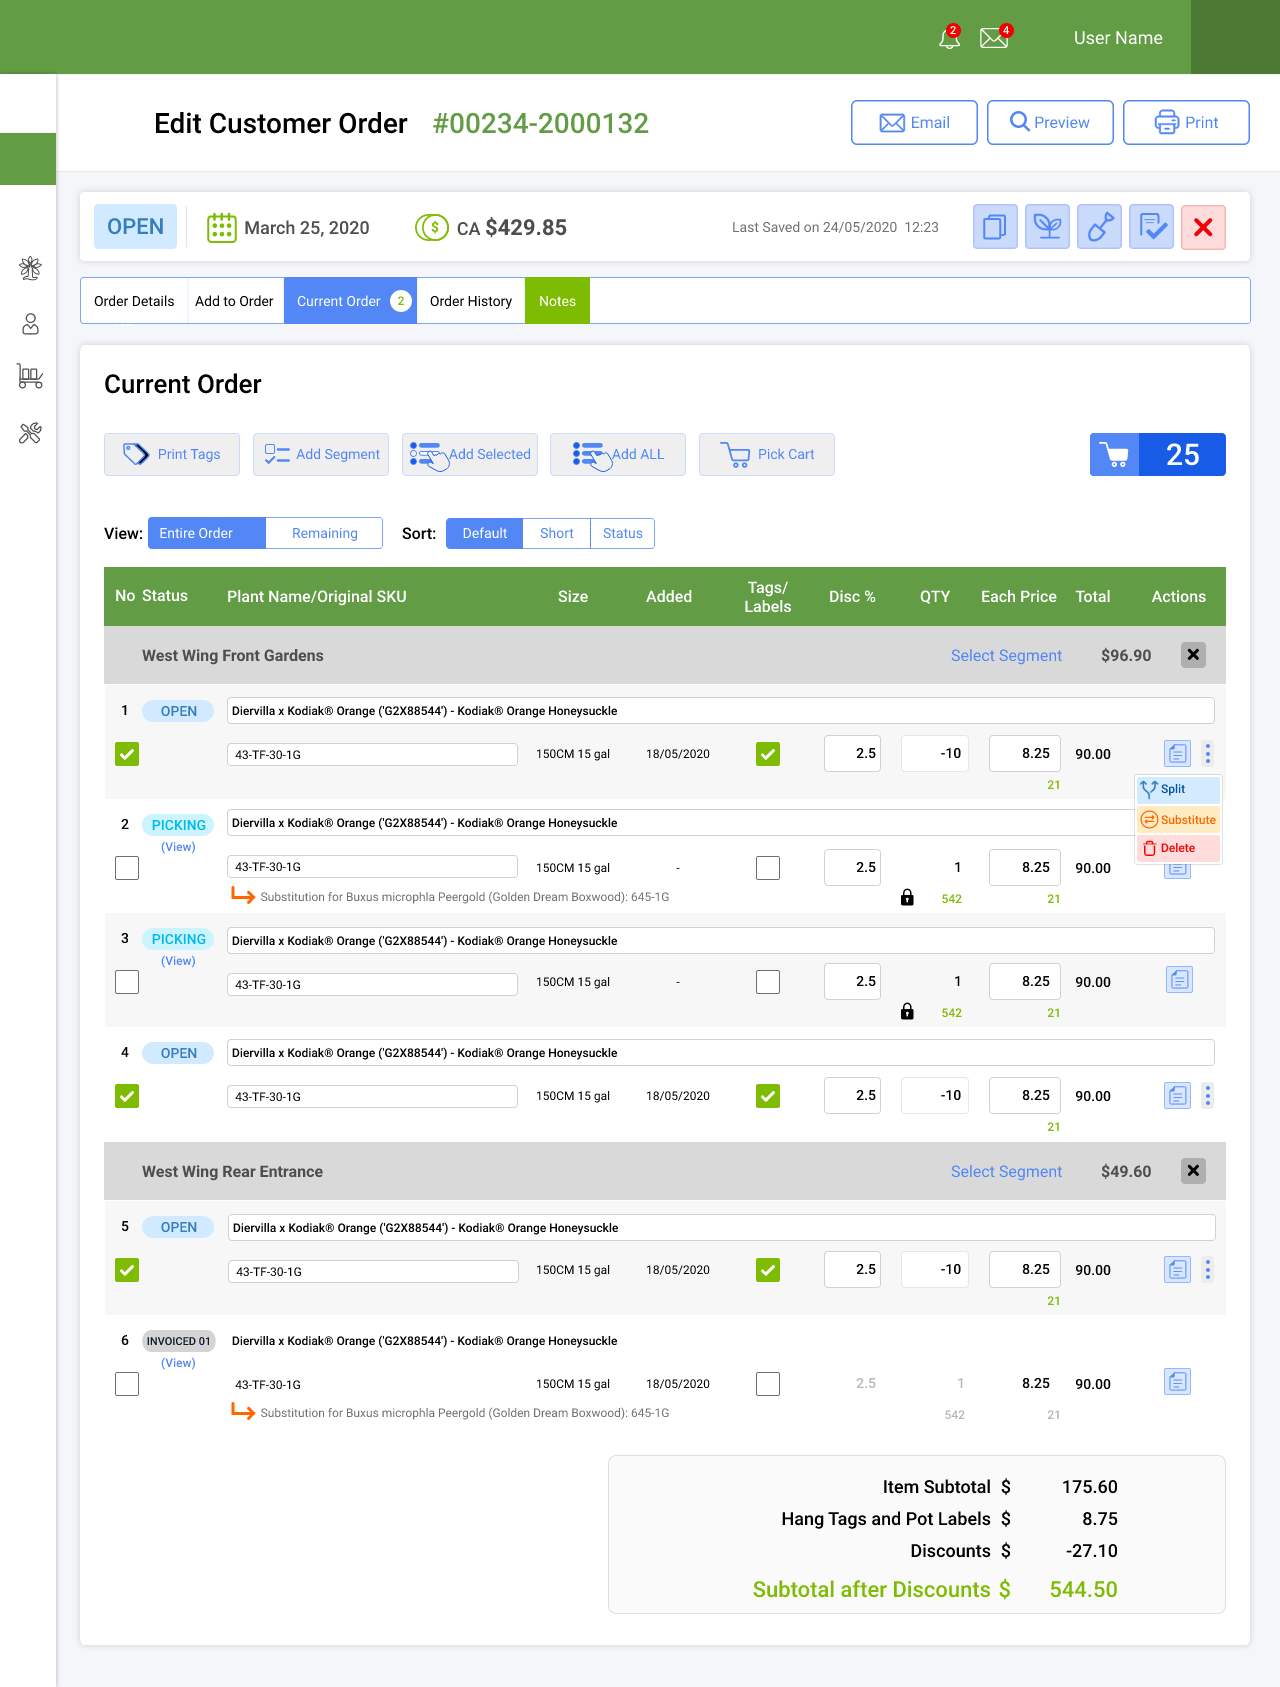 2
4
User Name
Edit Customer Order #00234-2000132
Email
Preview
Print
OPEN
March 25, 2020
$
CA $429.85
Last Saved on 24/05/2020 12:23
Order Details
Add to Order
Current Order 2
Order History
Notes
Current Order
Print Tags
Add Segment
Add Selected
Add ALL
Pick Cart
25
View: Entire Order Remaining
Sort: Default Short Status
No Status Plant Name/Original SKU Size Added Tags/ Labels Disc % QTY Each Price Total Actions
West Wing Front Gardens Select Segment $96.90
1 OPEN Diervilla x Kodiak® Orange ('G2X88544') - Kodiak® Orange Honeysuckle
43-TF-30-1G 150CM 15 gal 18/05/2020 2.5 -10 8.25 90.00
21
Split
Substitute
Delete
2 PICKING Diervilla x Kodiak® Orange ('G2X88544') - Kodiak® Orange Honeysuckle
(View)
43-TF-30-1G 150CM 15 gal - 2.5 1 8.25 90.00
Substitution for Buxus microphla Peergold (Golden Dream Boxwood): 645-1G 542 21
3 PICKING Diervilla x Kodiak® Orange ('G2X88544') - Kodiak® Orange Honeysuckle
(View)
43-TF-30-1G 150CM 15 gal - 2.5 1 8.25 90.00
542 21
4 OPEN Diervilla x Kodiak® Orange ('G2X88544') - Kodiak® Orange Honeysuckle
43-TF-30-1G 150CM 15 gal 18/05/2020 2.5 -10 8.25 90.00
21
West Wing Rear Entrance Select Segment $49.60
5 OPEN Diervilla x Kodiak® Orange ('G2X88544') - Kodiak® Orange Honeysuckle
43-TF-30-1G 150CM 15 gal 18/05/2020 2.5 -10 8.25 90.00
21
6 INVOICED 01 Diervilla x Kodiak® Orange ('G2X88544') - Kodiak® Orange Honeysuckle
(View)
43-TF-30-1G 150CM 15 gal 18/05/2020 2.5 1 8.25 90.00
Substitution for Buxus microphla Peergold (Golden Dream Boxwood): 645-1G 542 21
Item Subtotal $ 175.60
Hang Tags and Pot Labels $ 8.75
Discounts $ -27.10
Subtotal after Discounts $ 544.50